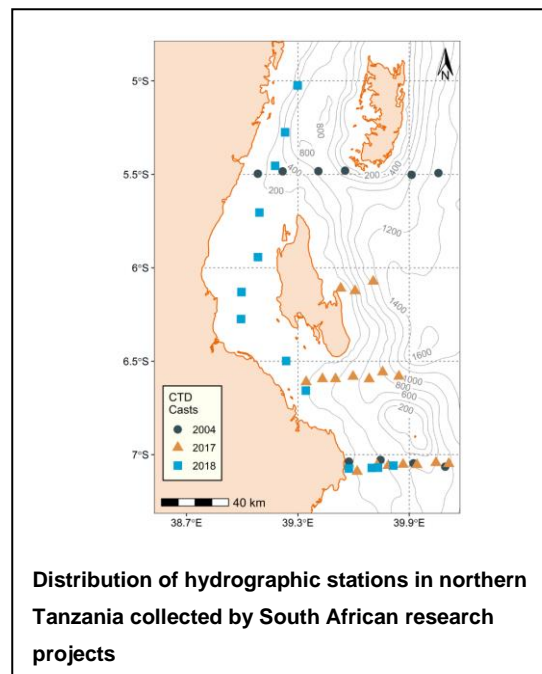 N
5°S
800
800
400
200
200
400
5.5°S
1200
6°S
1400
1600
6.5°S
1000
800
600
200
CTD
Casts
2004
2017
2018
7°S
40 km
38.7°E 39.3°E 39.9°E
Distribution of hydrographic stations in northern
Tanzania collected by South African research
projects